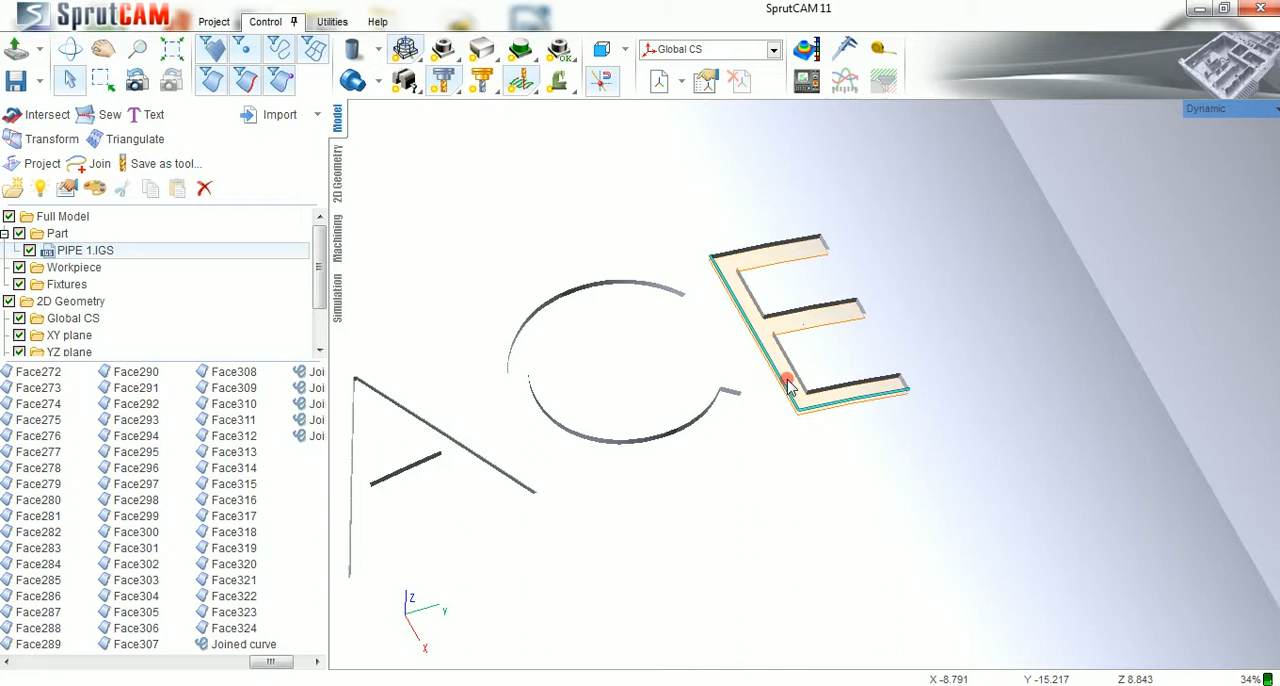 SprutCAM
SprutCAM 11
Project Control Utilities Help
Global CS
Intersect Sew Text Import
Transform Triangulate
Project Join Save as tool...
Dynamic
Model
2D Geometry
Machining
Simulation
Full Model
Part
PIPE 1.IGS
Workpiece
Fixtures
2D Geometry
Global CS
XY plane
YZ plane
Face272 Face290 Face308 Joi
Face273 Face291 Face309 Joi
Face274 Face292 Face310 Joi
Face275 Face293 Face311 Joi
Face276 Face294 Face312 Joi
Face277 Face295 Face313
Face278 Face296 Face314
Face279 Face297 Face315
Face280 Face298 Face316
Face281 Face299 Face317
Face282 Face300 Face318
Face283 Face301 Face319
Face284 Face302 Face320
Face285 Face303 Face321
Face286 Face304 Face322
Face287 Face305 Face323
Face288 Face306 Face324
Face289 Face307 Joined curve
A C E
Z
Y
X
X -8.791 Y -15.217 Z 8.843 34%